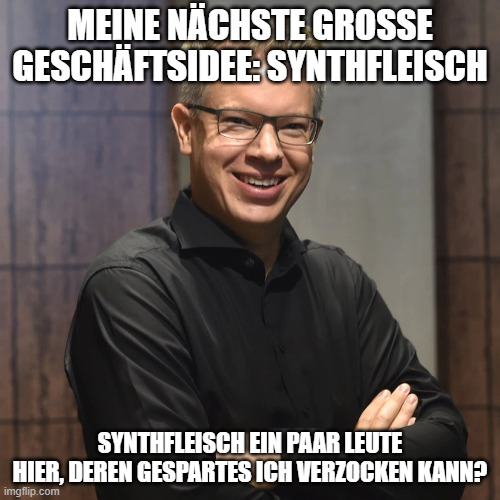 MEINE NÄCHSTE GROSSE
GESCHÄFTSIDEE: SYNTHFLEISCH
SYNTHFLEISCH EIN PAAR LEUTE
HIER, DEREN GESPARTES ICH VERZOCKEN KANN?
imgflip.com